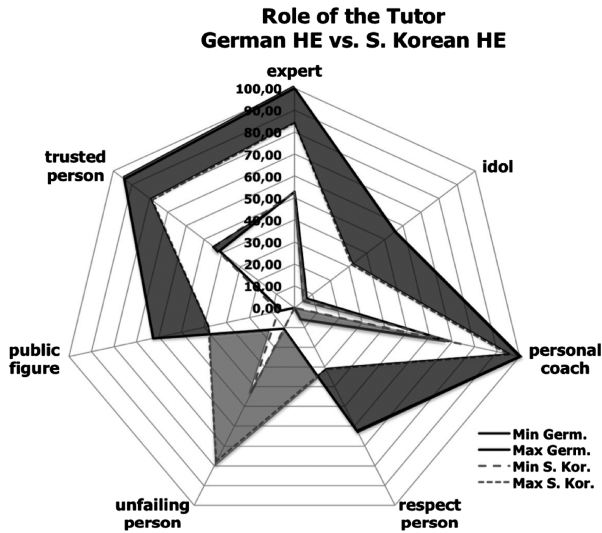 Role of the Tutor
German HE vs. S. Korean HE
expert
100,00
90,00
80,00
70,00
60,00
50,00
40,00
30,00
20,00
10,00
0,00
trusted
person
idol
public
figure
personal
coach
unfailing
person
respect
person
Min Germ.
Max Germ.
Min S. Kor.
Max S. Kor.